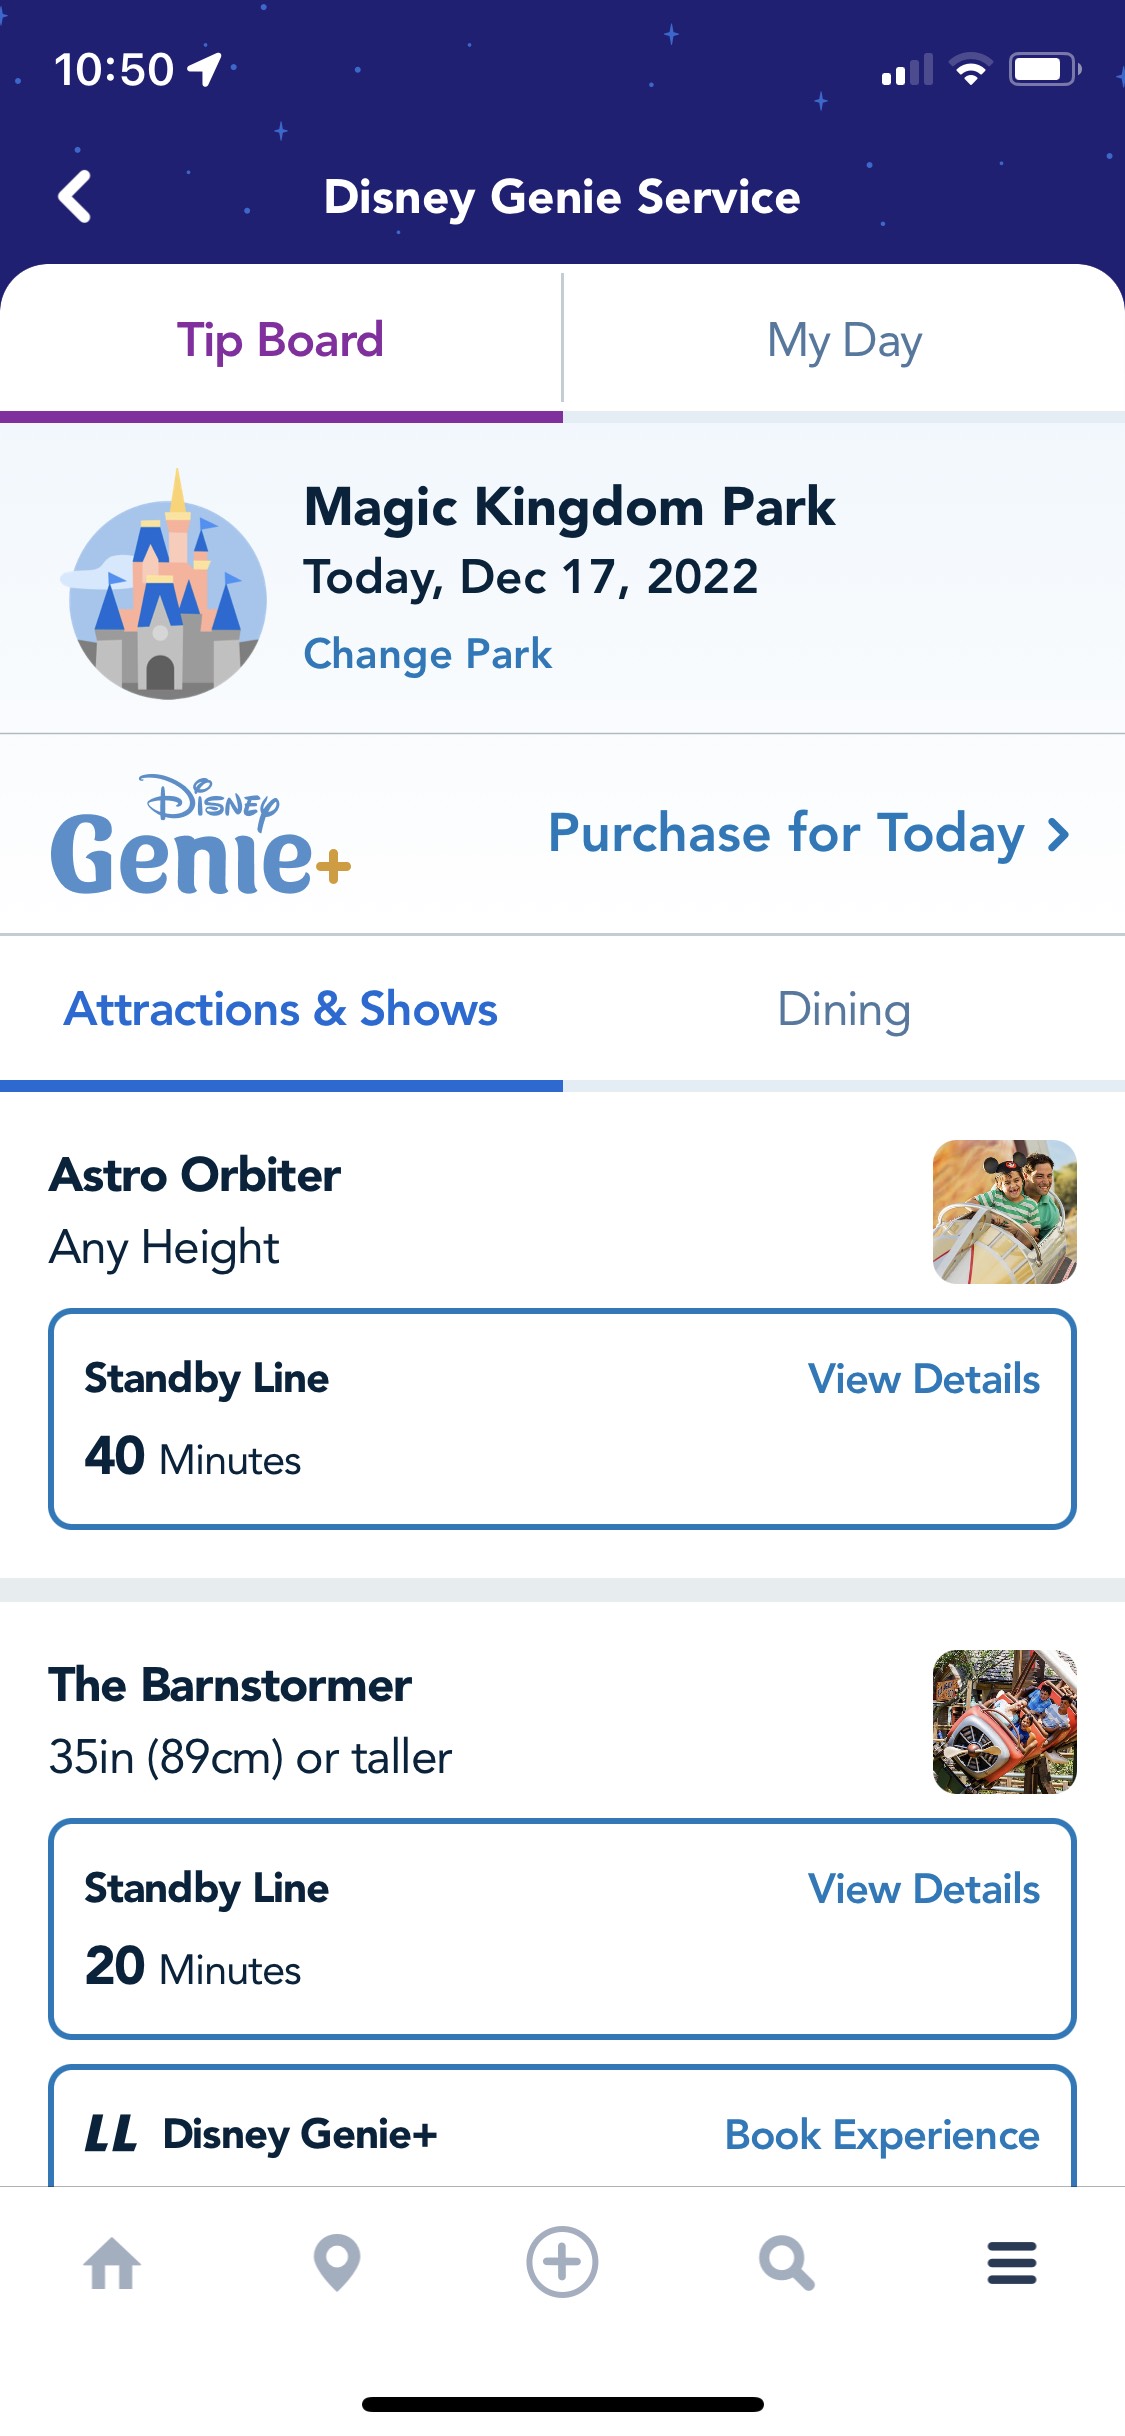 10:50
Disney Genie Service
Tip Board
My Day
Magic Kingdom Park
Today, Dec 17, 2022
Change Park
Disney
Genie+
Purchase for Today
Attractions & Shows
Dining
Astro Orbiter
Any Height
Standby Line
View Details
40 Minutes
The Barnstormer
35in (89cm) or taller
Standby Line
View Details
20 Minutes
LL Disney Genie+
Book Experience